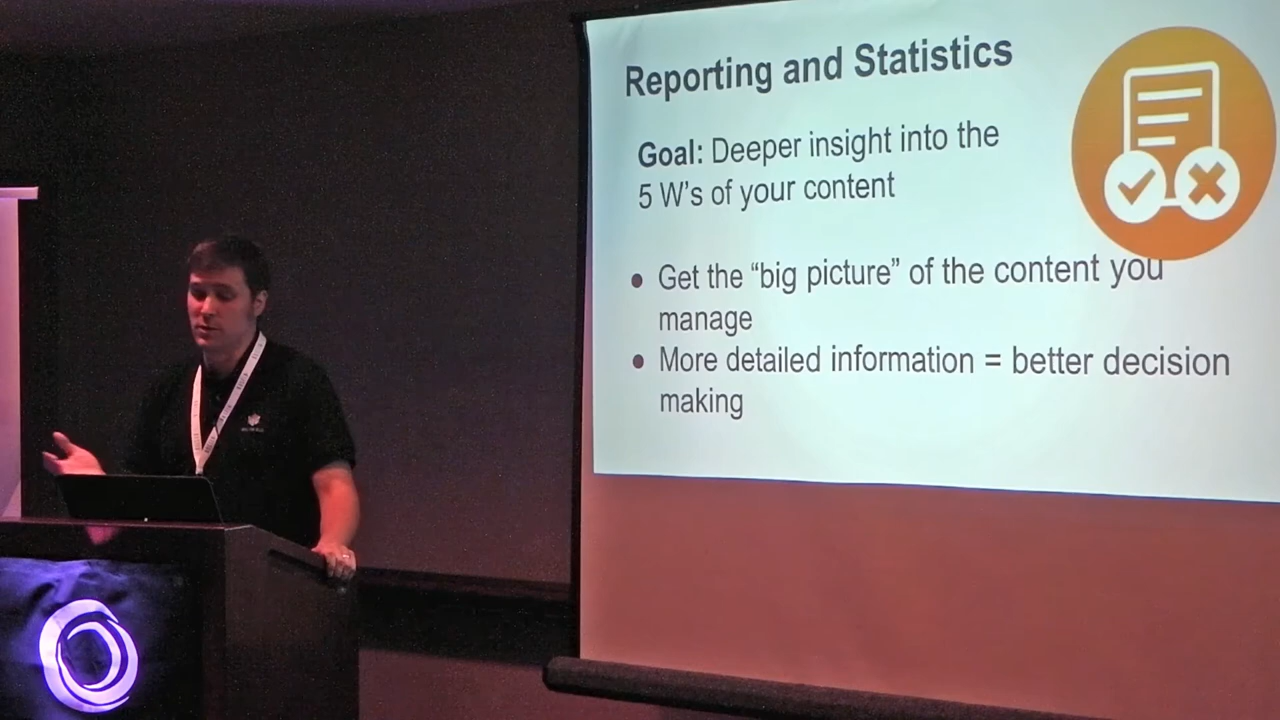 Reporting and Statistics
Goal: Deeper insight into the
5 W's of your content
● Get the “big picture” of the content you
manage
● More detailed information = better decision
making